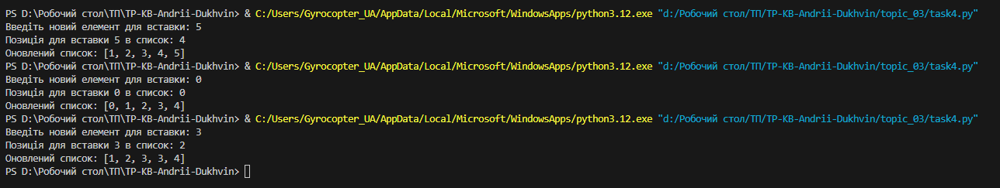 PS D:\Робочий стол\ТП\TP-KB-Andrii-Dukhvin> & C:/Users/Gyrocopter_UA/AppData/Local/Microsoft/WindowsApps/python3.12.exe "d:/Робочий стол/ТП/TP-KB-Andrii-Dukhvin/topic_03/task4.py"
Введіть новий елемент для вставки: 5
Позиція для вставки 5 в список: 4
Оновлений список: [1, 2, 3, 4, 5]
PS D:\Робочий стол\ТП\TP-KB-Andrii-Dukhvin> & C:/Users/Gyrocopter_UA/AppData/Local/Microsoft/WindowsApps/python3.12.exe "d:/Робочий стол/ТП/TP-KB-Andrii-Dukhvin/topic_03/task4.py"
Введіть новий елемент для вставки: 0
Позиція для вставки 0 в список: 0
Оновлений список: [0, 1, 2, 3, 4]
PS D:\Робочий стол\ТП\TP-KB-Andrii-Dukhvin> & C:/Users/Gyrocopter_UA/AppData/Local/Microsoft/WindowsApps/python3.12.exe "d:/Робочий стол/ТП/TP-KB-Andrii-Dukhvin/topic_03/task4.py"
Введіть новий елемент для вставки: 3
Позиція для вставки 3 в список: 2
Оновлений список: [1, 2, 3, 3, 4]
PS D:\Робочий стол\ТП\TP-KB-Andrii-Dukhvin>